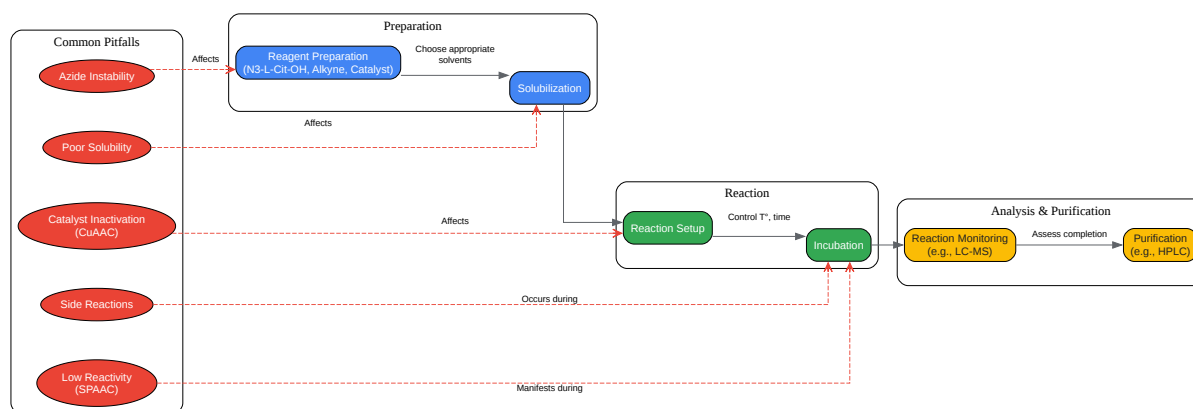 Common Pitfalls
Azide Instability
Poor Solubility
Catalyst Inactivation
(CuAAC)
Side Reactions
Low Reactivity
(SPAAC)
Affects
Affects
Affects
Occurs during
Manifests during
Preparation
Reagent Preparation
(N3-L-Cit-OH, Alkyne, Catalyst)
Choose appropriate
solvents
Solubilization
Reaction
Reaction Setup
Control T°, time
Incubation
Analysis & Purification
Reaction Monitoring
(e.g., LC-MS)
Assess completion
Purification
(e.g., HPLC)